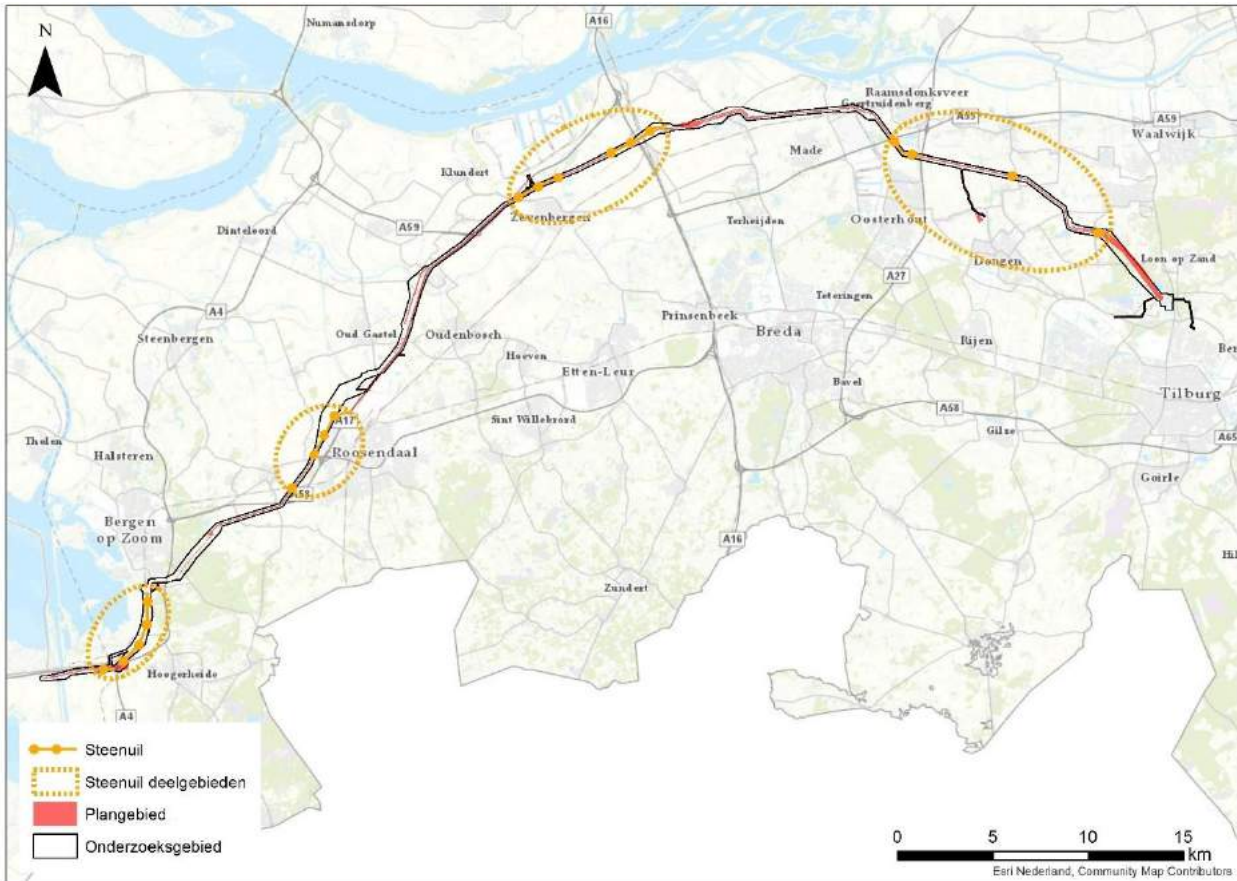 Numansdorp
A16
N
Raamsdonksveer
Geertruidenberg
A59
A59
Waalwijk
Made
Klundert
Zevenbergen
Terheijden
Oosterhout
A59
Dinteloord
Dongen
Loon op Zand
A27
A4
Teteringen
Prinsenbeek
Steenbergen
Oud Gastel
Oudenbosch
Breda
Rijen
Hoeven
Etten-Leur
Bavel
Tilburg
A17
Sint Willebrord
A58
Gilze
Tholen
Roosendaal
A65
Halsteren
Goirle
A58
Bergen
op Zoom
A16
Zundert
Hoogerheide
A4
Steenuil
Steenuil deelgebieden
Plangebied
Onderzoeksgebied
0 5 10 15
km
Esri Nederland, Community Map Contributors